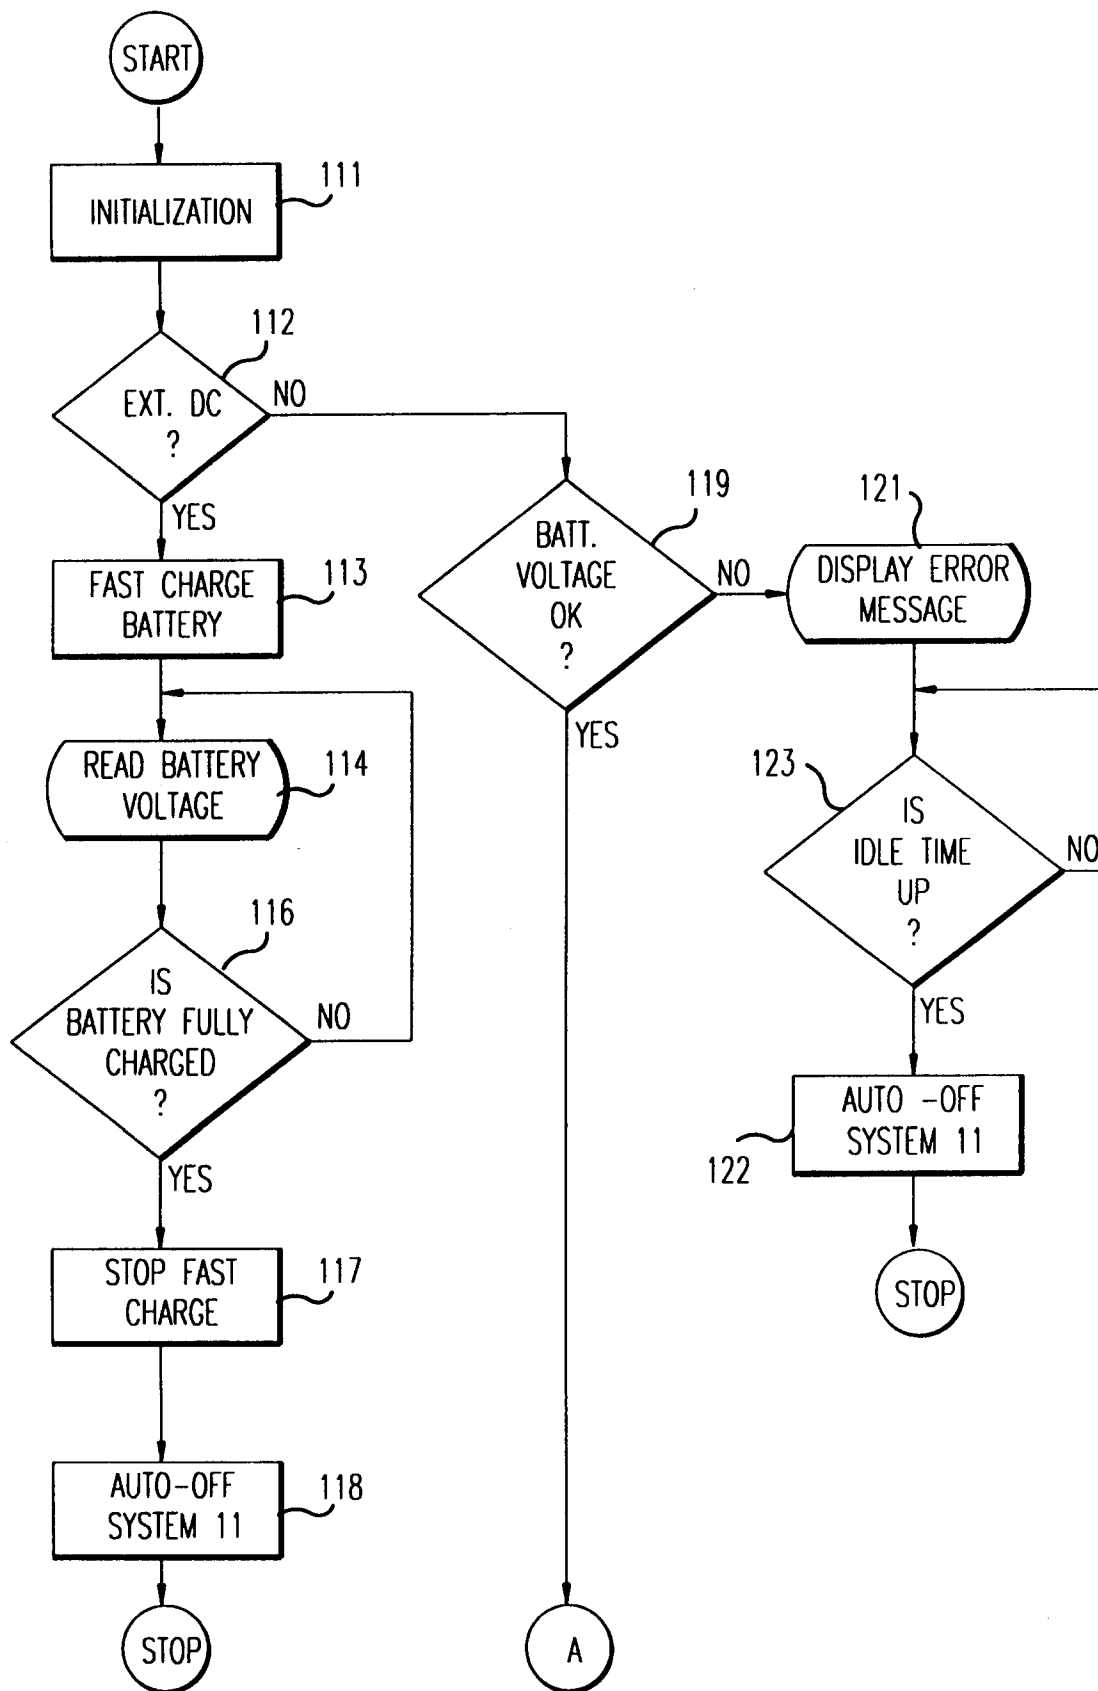 START
INITIALIZATION
111
EXT. DC
?
112
NO
YES
FAST CHARGE
BATTERY
113
READ BATTERY
VOLTAGE
114
IS
BATTERY FULLY
CHARGED
?
116
NO
YES
STOP FAST
CHARGE
117
AUTO-OFF
SYSTEM 11
118
STOP
BATT.
VOLTAGE
OK
?
119
NO
YES
A
DISPLAY ERROR
MESSAGE
121
IS
IDLE TIME
UP
?
123
NO
YES
AUTO -OFF
SYSTEM 11
122
STOP